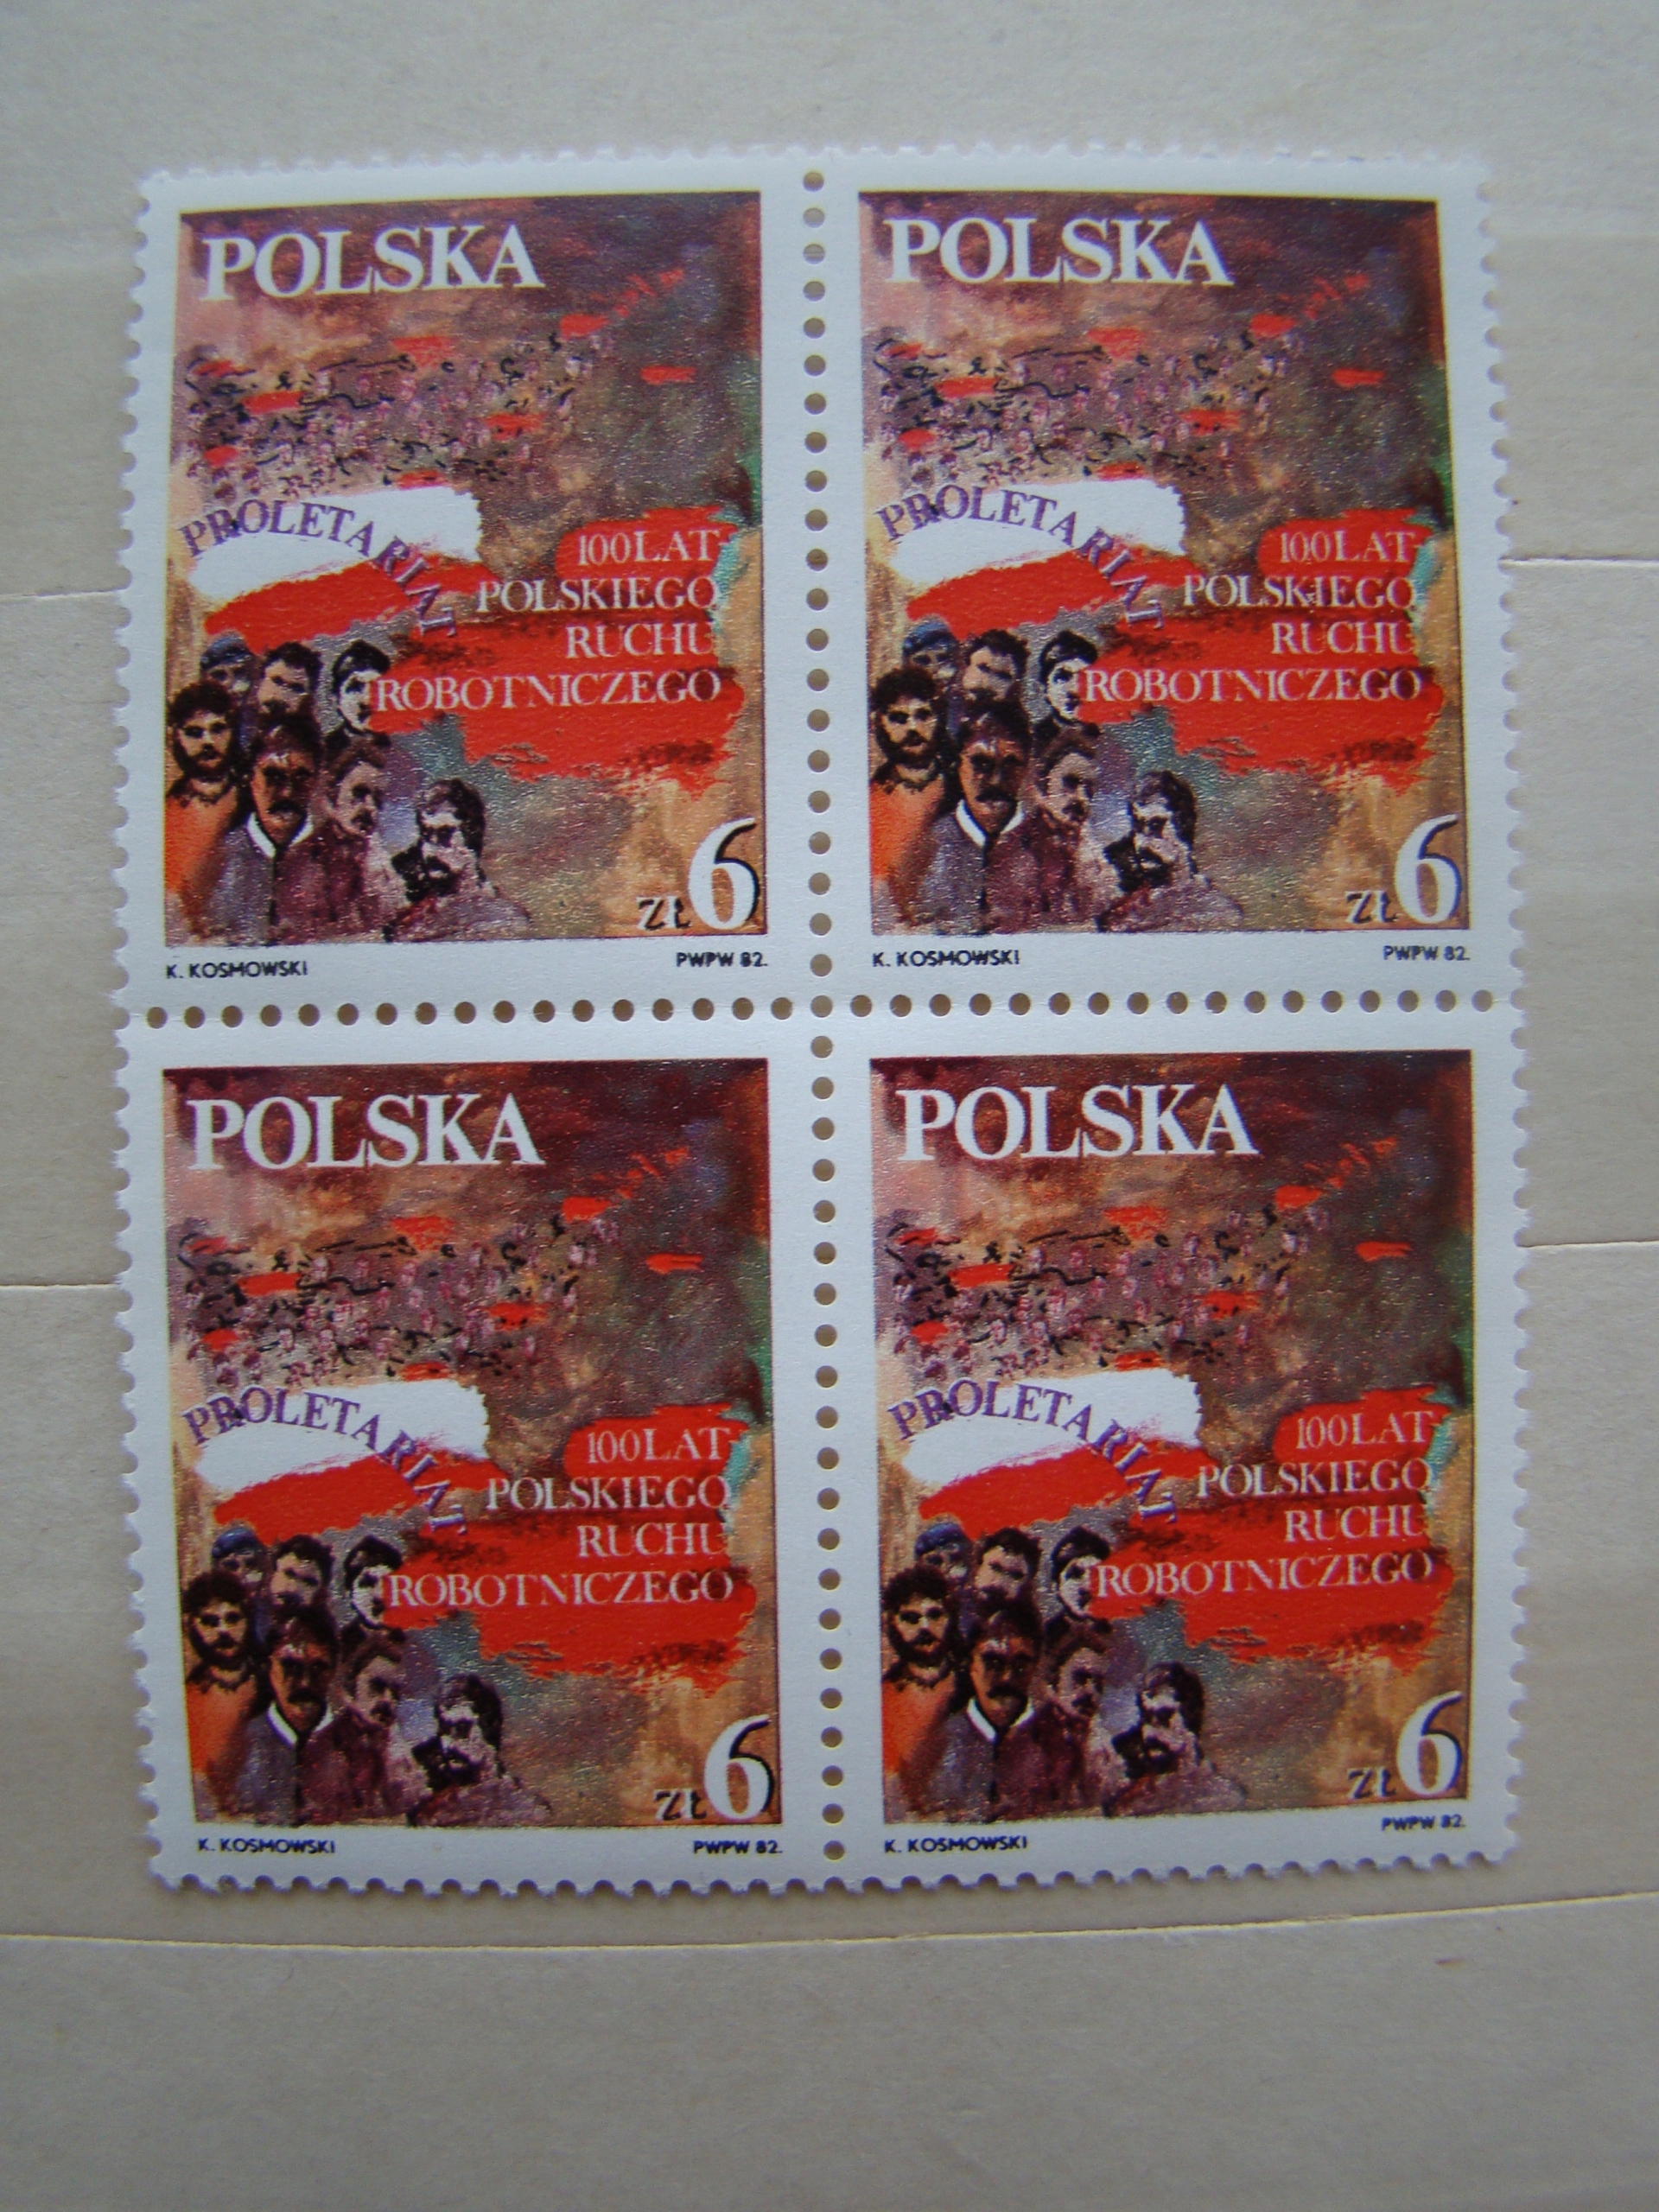 POLSKA
PROLETARIAT
100 LAT
POLSKIEGO
RUCHU
ROBOTNICZEGO
zł 6
K. KOSMOWSKI
PWPW 82.
POLSKA
PROLETARIAT
100 LAT
POLSKIEGO
RUCHU
ROBOTNICZEGO
zł 6
K. KOSMOWSKI
PWPW 82.
POLSKA
PROLETARIAT
100 LAT
POLSKIEGO
RUCHU
ROBOTNICZEGO
zł 6
K. KOSMOWSKI
PWPW 82.
POLSKA
PROLETARIAT
100 LAT
POLSKIEGO
RUCHU
ROBOTNICZEGO
zł 6
K. KOSMOWSKI
PWPW 82.